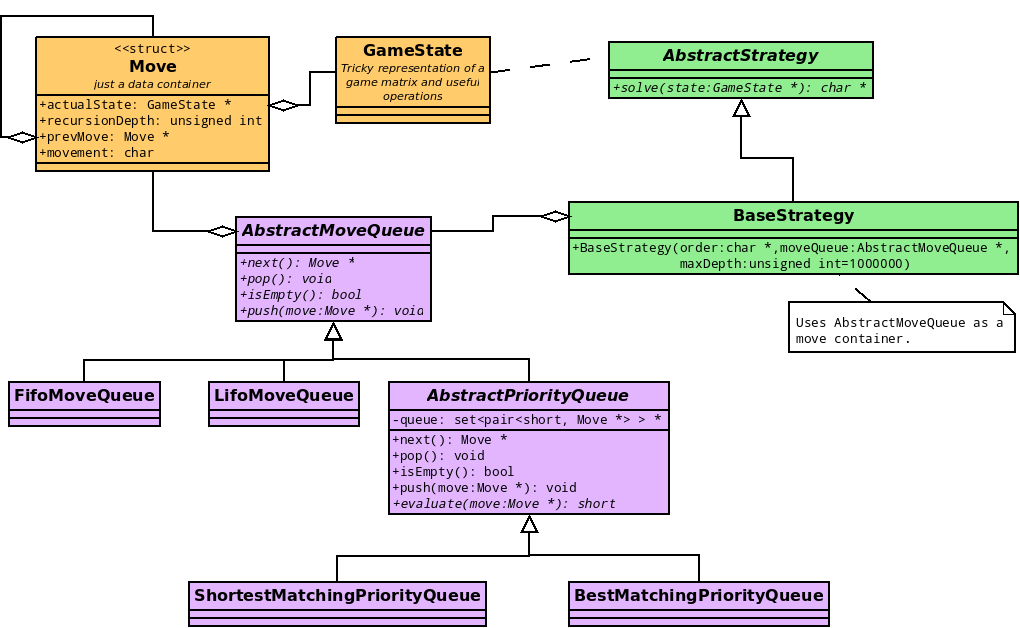 <<struct>>
Move
just a data container
+actualState: GameState *
+recursionDepth: unsigned int
+prevMove: Move *
+movement: char
GameState
Tricky representation of a
game matrix and useful
operations
AbstractStrategy
+solve(state:GameState *): char *
AbstractMoveQueue
+next(): Move *
+pop(): void
+isEmpty(): bool
+push(move:Move *): void
BaseStrategy
+BaseStrategy(order:char *,moveQueue:AbstractMoveQueue *,
maxDepth:unsigned int=1000000)
Uses AbstractMoveQueue as a
move container.
FifoMoveQueue
LifoMoveQueue
AbstractPriorityQueue
-queue: set<pair<short, Move *> > *
+next(): Move *
+pop(): void
+isEmpty(): bool
+push(move:Move *): void
+evaluate(move:Move *): short
ShortestMatchingPriorityQueue
BestMatchingPriorityQueue